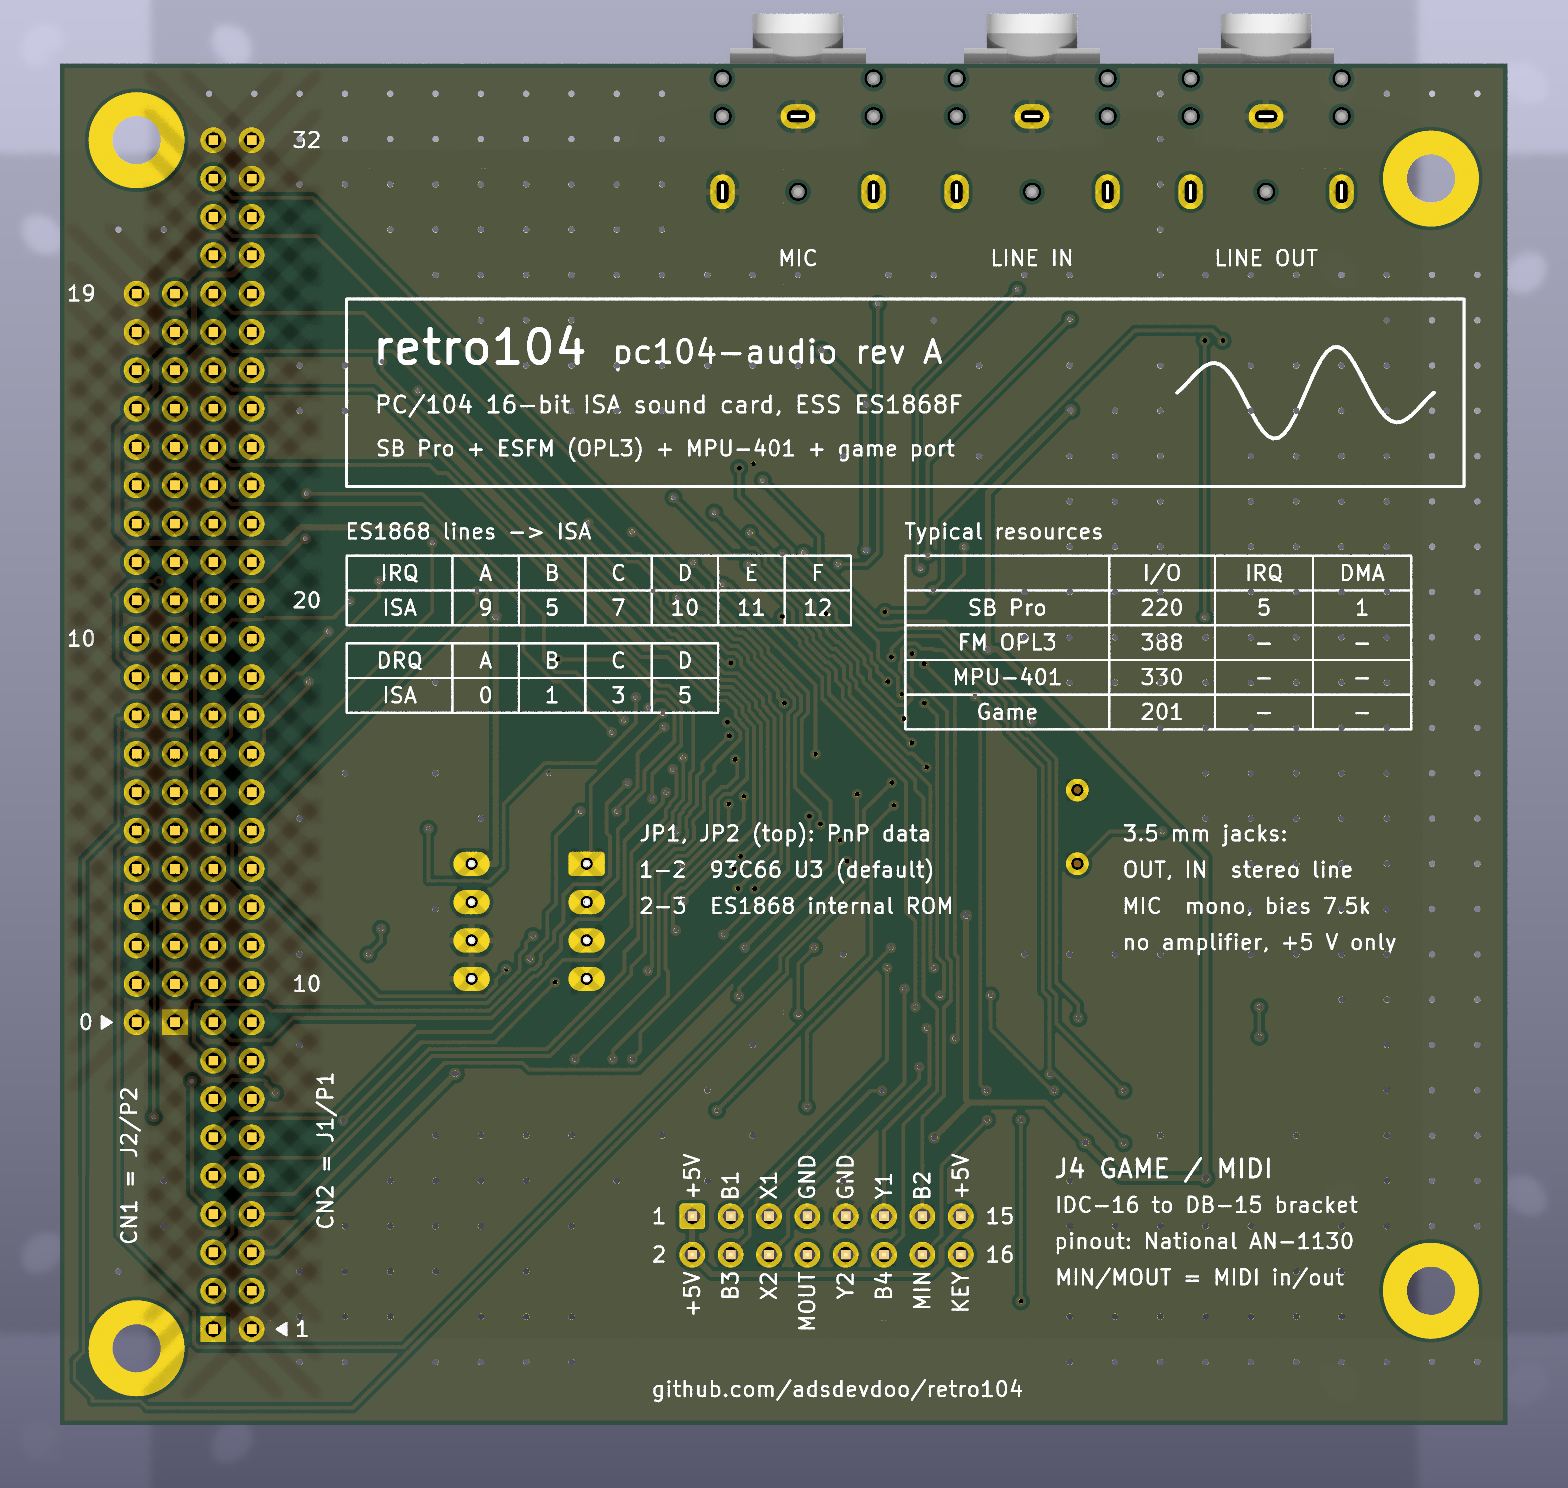 32
MIC LINE IN LINE OUT
19
retro104 pc104-audio rev A
PC/104 16-bit ISA sound card, ESS ES1868F
SB Pro + ESFM (OPL3) + MPU-401 + game port
ES1868 lines -> ISA
IRQ A B C D E F
ISA 9 5 7 10 11 12
DRQ A B C D
ISA 0 1 3 5
Typical resources
I/O IRQ DMA
SB Pro 220 5 1
FM OPL3 388 - -
MPU-401 330 - -
Game 201 - -
20
10
JP1, JP2 (top): PnP data
1-2 93C66 U3 (default)
2-3 ES1868 internal ROM
3.5 mm jacks:
OUT, IN stereo line
MIC mono, bias 7.5k
no amplifier, +5 V only
10
0
CN1 = J2/P2
CN2 = J1/P1
+5V B1 X1 GND GND Y1 B2 +5V
1 15
2 16
+5V B3 X2 MOUT Y2 B4 MIN KEY
J4 GAME / MIDI
IDC-16 to DB-15 bracket
pinout: National AN-1130
MIN/MOUT = MIDI in/out
1
github.com/adsdevdoo/retro104